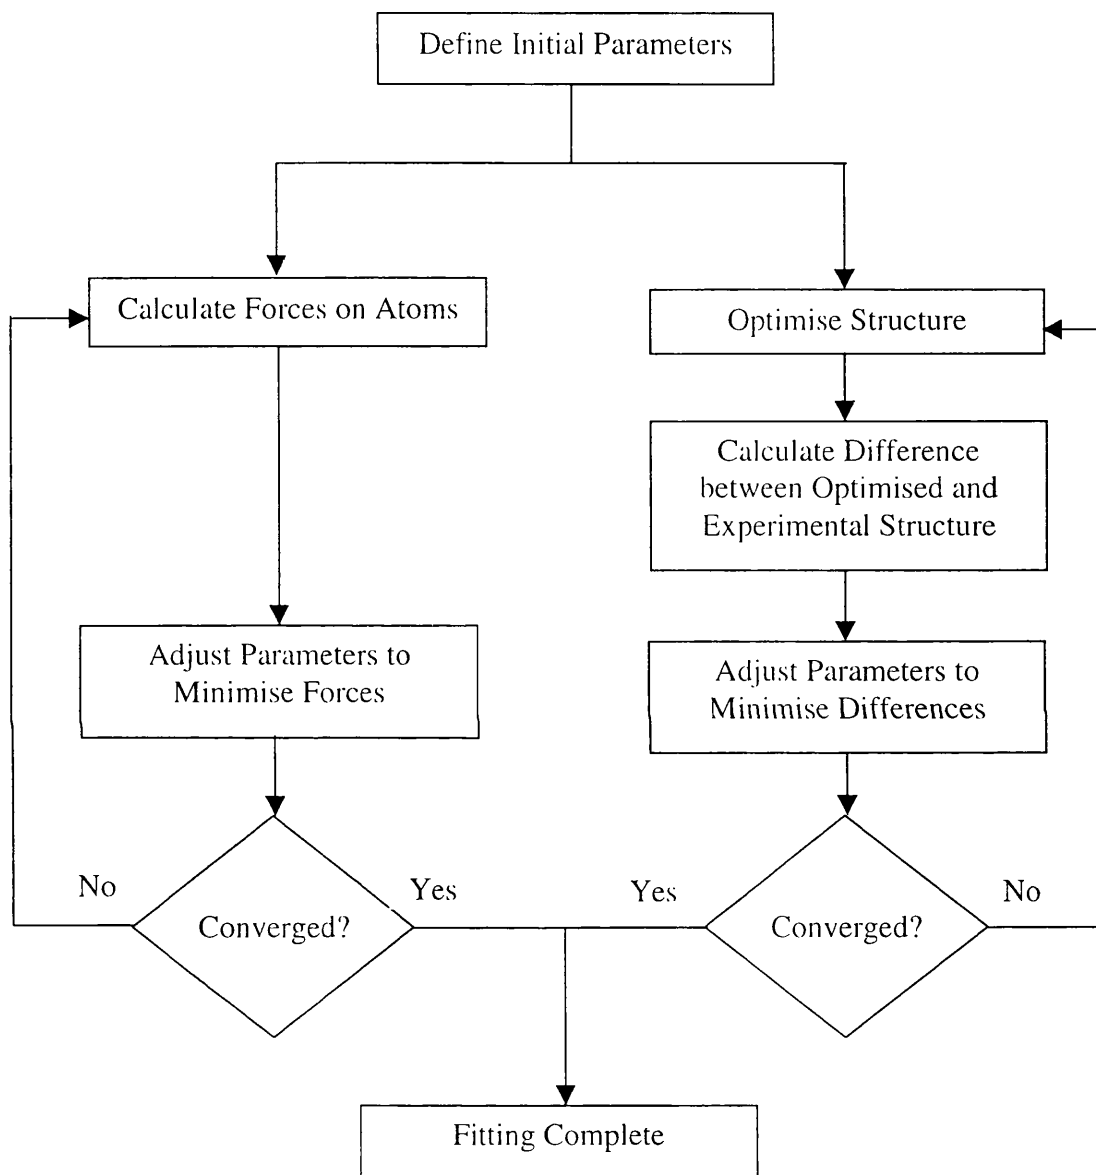 Define Initial Parameters
Calculate Forces on Atoms
Optimise Structure
Calculate Difference
between Optimised and
Experimental Structure
Adjust Parameters to
Minimise Forces
Adjust Parameters to
Minimise Differences
No
Yes
Yes
No
Converged?
Converged?
Fitting Complete